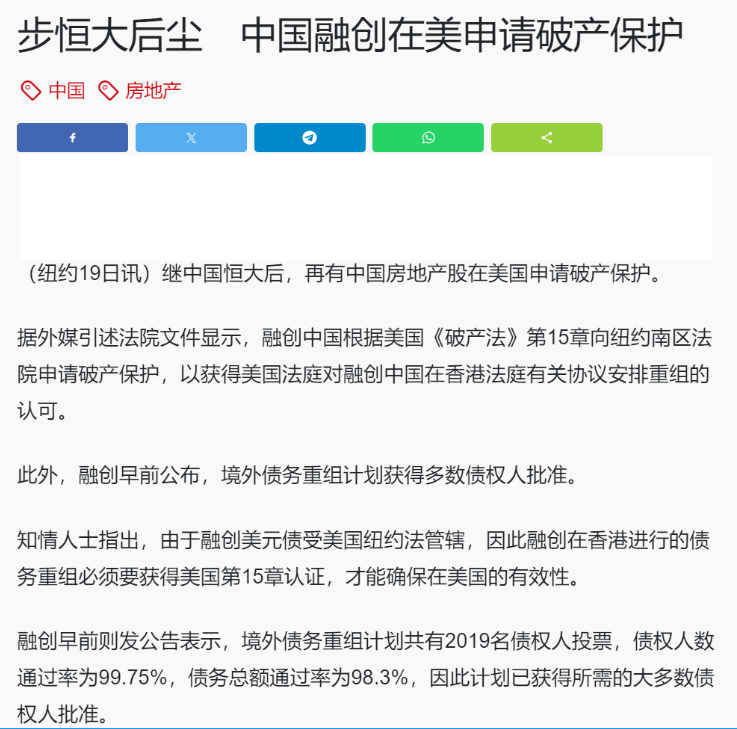 步恒大后尘　中国融创在美申请破产保护
中国 房地产
（纽约19日讯）继中国恒大后，再有中国房地产股在美国申请破产保护。
据外媒引述法院文件显示，融创中国根据美国《破产法》第15章向纽约南区法
院申请破产保护，以获得美国法庭对融创中国在香港法庭有关协议安排重组的
认可。
此外，融创早前公布，境外债务重组计划获得多数债权人批准。
知情人士指出，由于融创美元债受美国纽约法管辖，因此融创在香港进行的债
务重组必须要获得美国第15章认证，才能确保在美国的有效性。
融创早前则发公告表示，境外债务重组计划共有2019名债权人投票，债权人数
通过率为99.75%，债务总额通过率为98.3%，因此计划已获得所需的大多数债
权人批准。